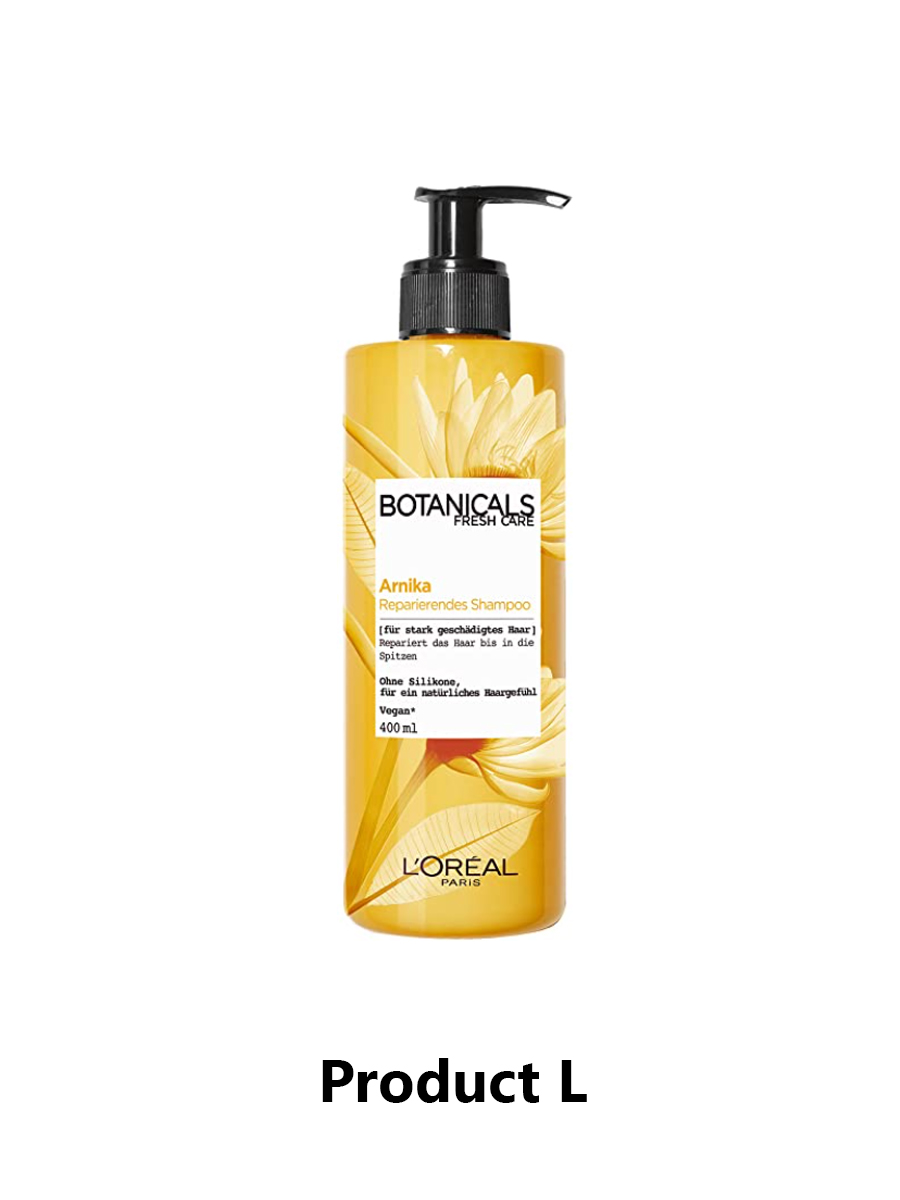 BOTANICALS
FRESH CARE
Arnika
Reparierendes Shampoo
[für stark geschädigtes Haar]
Repariert das Haar bis in die
Spitzen
Ohne Silikone,
für ein natürliches Haargefühl
Vegan*
400 ml
L'ORÉAL
PARIS
Product L